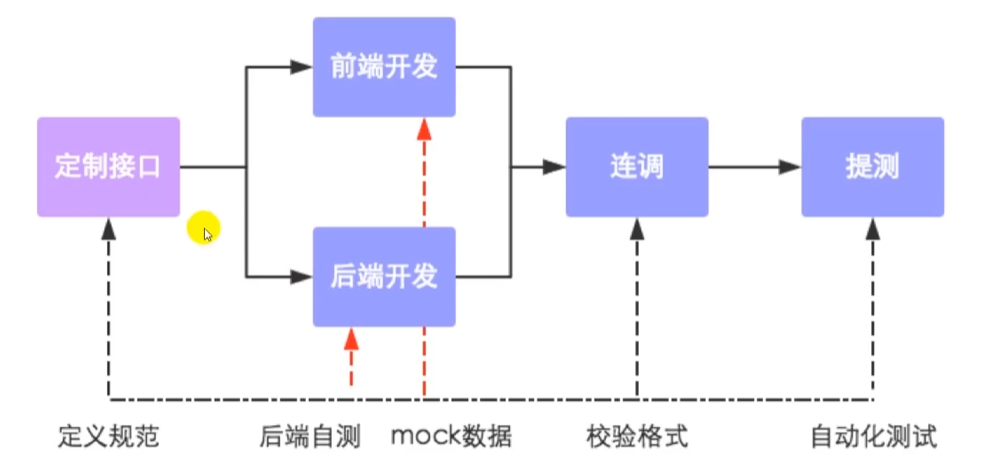 前端开发
定制接口
连调
提测
后端开发
定义规范
后端自测
mock数据
校验格式
自动化测试